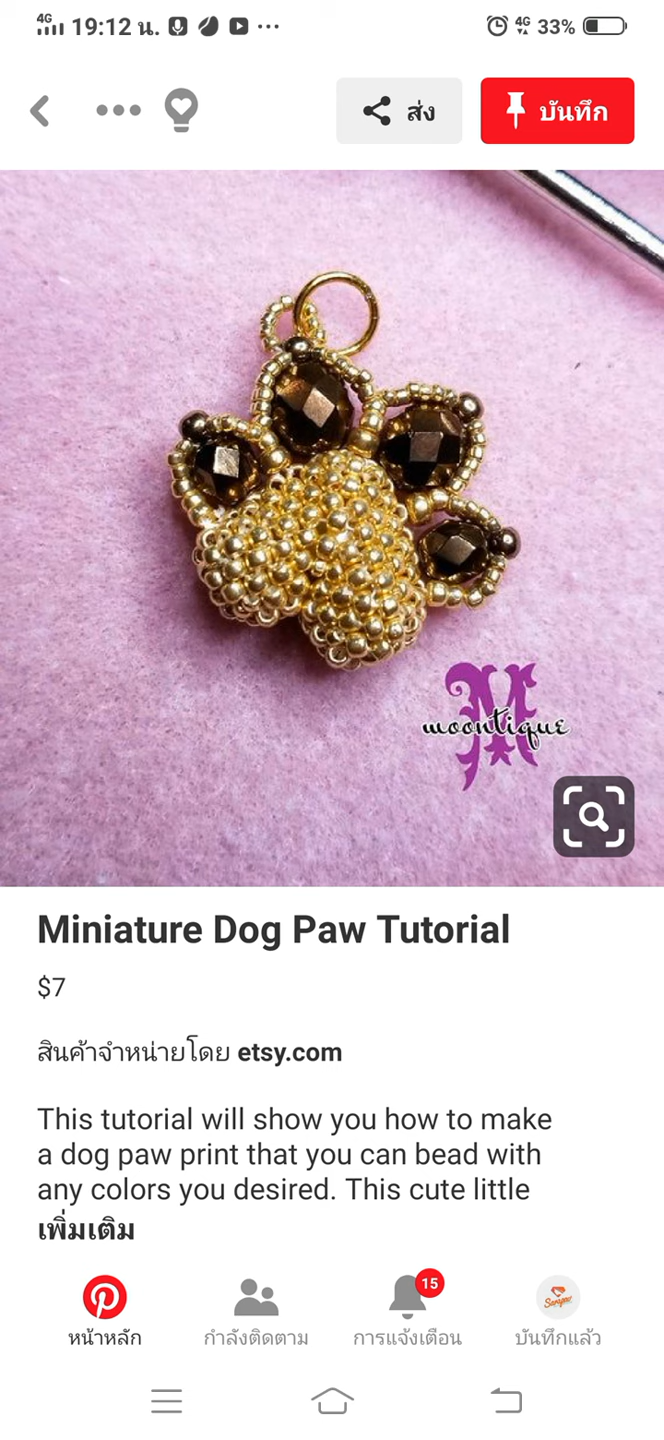 4G 19:12 น. ... 4G 33%
ส่ง บันทึก
moontique
M
Miniature Dog Paw Tutorial
$7
สินค้าจำหน่ายโดย etsy.com
This tutorial will show you how to make
a dog paw print that you can bead with
any colors you desired. This cute little
เพิ่มเติม
15
หน้าหลัก กำลังติดตาม การแจ้งเตือน บันทึกแล้ว